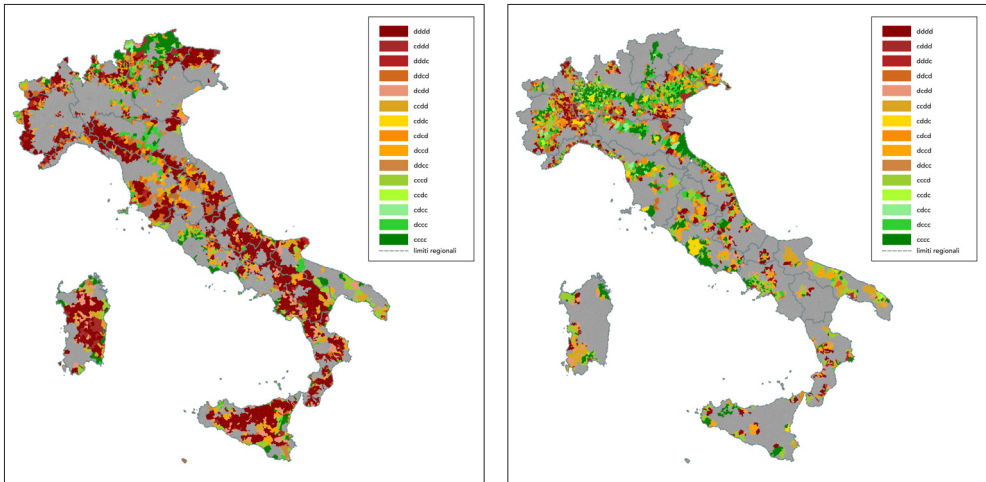 dddd
cddd
dddc
ddcd
dcdd
ccdd
cddc
cdcd
dccd
ddcc
cccd
ccdc
cdcc
dccc
cccc
limiti regionali
dddd
cddd
dddc
ddcd
dcdd
ccdd
cddc
cdcd
dccd
ddcc
cccd
ccdc
cdcc
dccc
cccc
limiti regionali